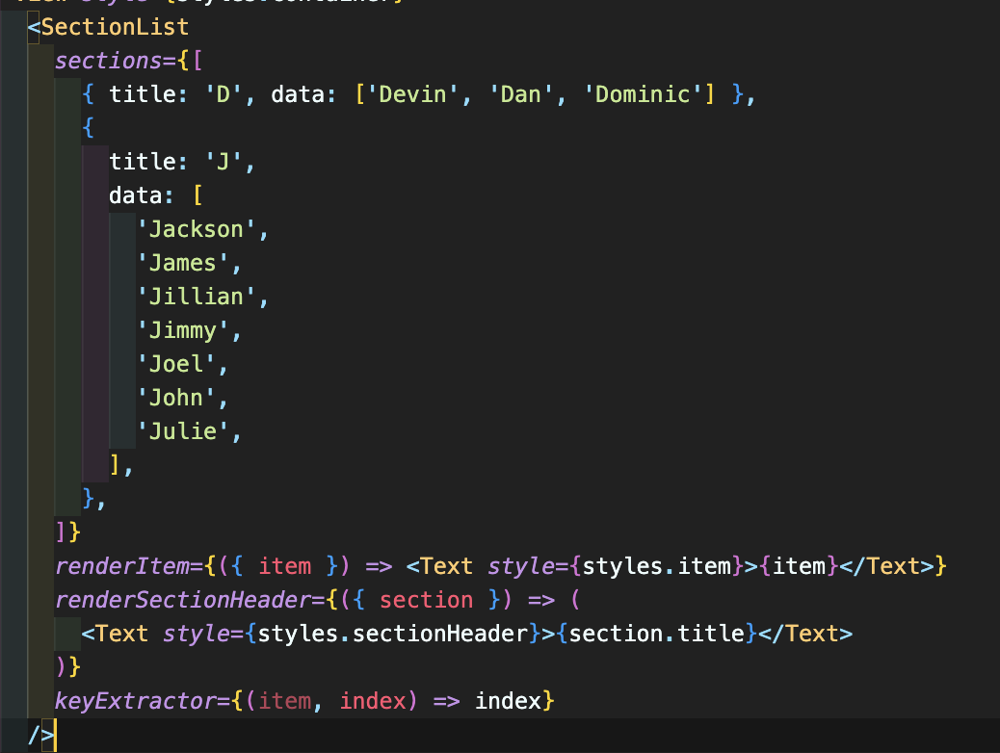 <SectionList
sections={[
{ title: 'D', data: ['Devin', 'Dan', 'Dominic'] },
{
title: 'J',
data: [
'Jackson',
'James',
'Jillian',
'Jimmy',
'Joel',
'John',
'Julie',
],
},
]}
renderItem={({ item }) => <Text style={styles.item}>{item}</Text>}
renderSectionHeader={({ section }) => (
<Text style={styles.sectionHeader}>{section.title}</Text>
)}
keyExtractor={(item, index) => index}
/>